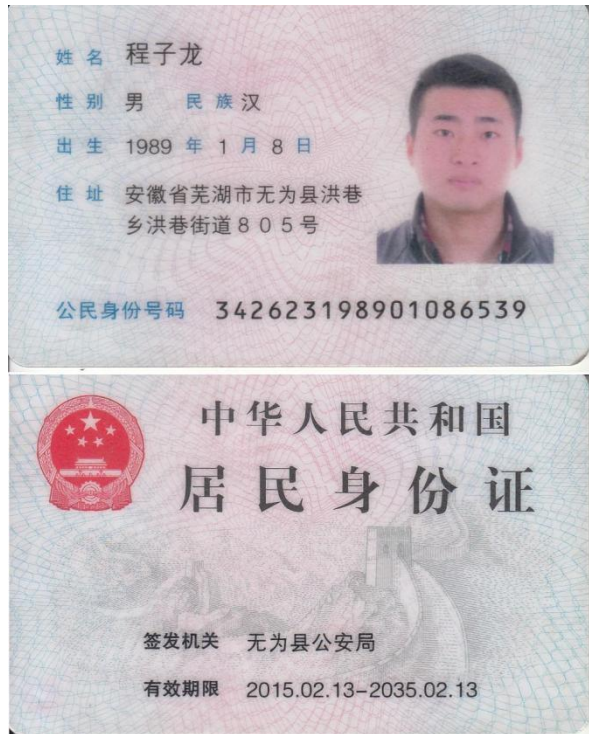 姓名 程子龙
性别 男 民族 汉
出生 1989 年 1 月 8 日
住址 安徽省芜湖市无为县洪巷
乡洪巷街道805号
公民身份号码 342623198901086539
中华人民共和国
居民身份证
签发机关 无为县公安局
有效期限 2015.02.13-2035.02.13